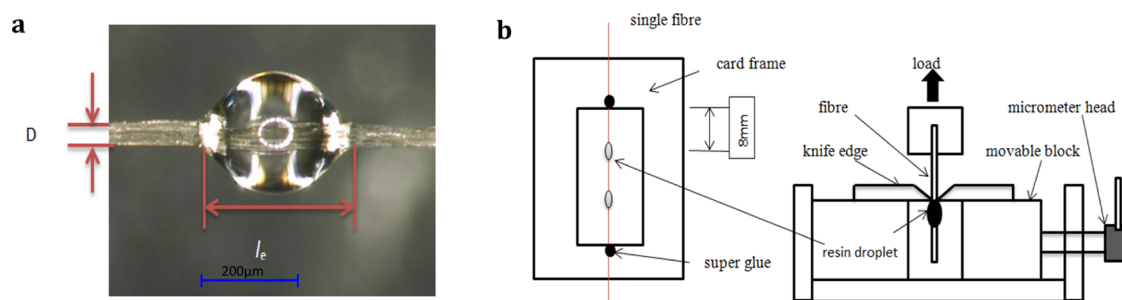 a
D
lₑ
200μm
b
single fibre
card frame
8mm
super glue
resin droplet
load
fibre
knife edge
micrometer head
movable block